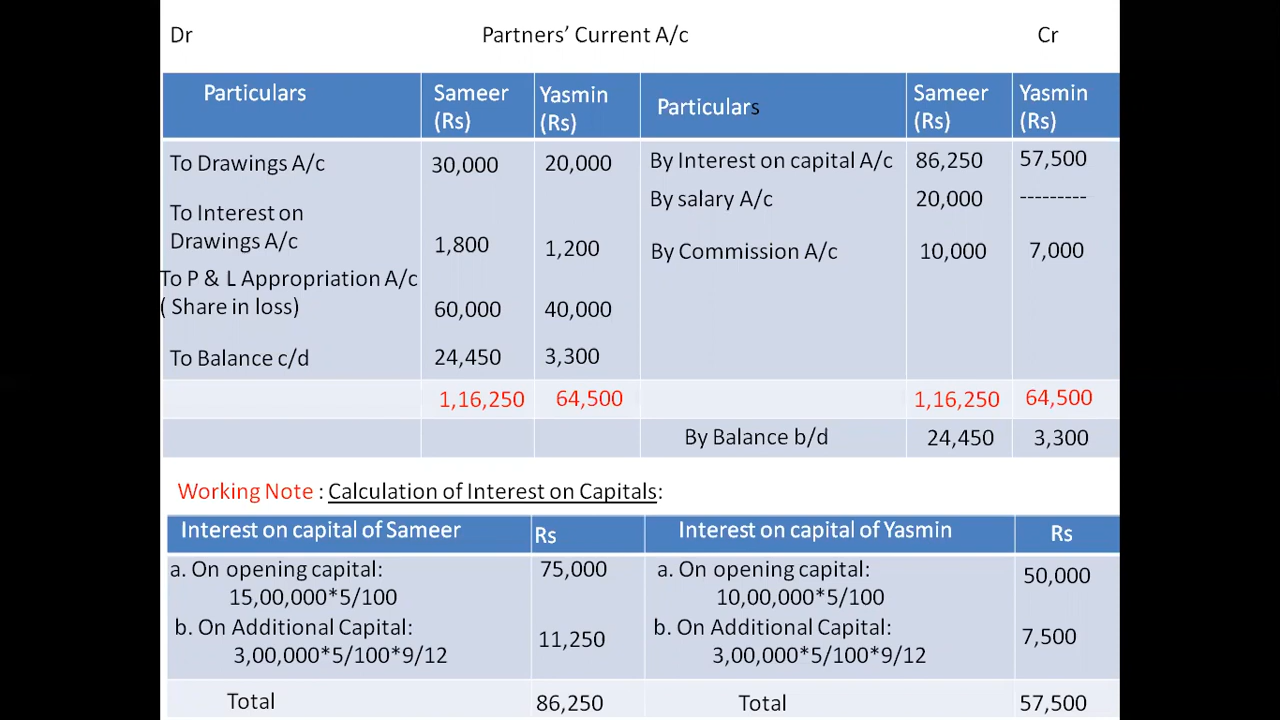 Dr Partners’ Current A/c Cr
Particulars Sameer (Rs) Yasmin (Rs) Particulars Sameer (Rs) Yasmin (Rs)
To Drawings A/c 30,000 20,000 By Interest on capital A/c 86,250 57,500
By salary A/c 20,000 ---------
To Interest on
Drawings A/c 1,800 1,200 By Commission A/c 10,000 7,000
To P & L Appropriation A/c
( Share in loss) 60,000 40,000
To Balance c/d 24,450 3,300
1,16,250 64,500 1,16,250 64,500
By Balance b/d 24,450 3,300
Working Note : Calculation of Interest on Capitals:
Interest on capital of Sameer Rs Interest on capital of Yasmin Rs
a. On opening capital: 75,000 a. On opening capital: 50,000
15,00,000*5/100 10,00,000*5/100
b. On Additional Capital: 11,250 b. On Additional Capital: 7,500
3,00,000*5/100*9/12 3,00,000*5/100*9/12
Total 86,250 Total 57,500